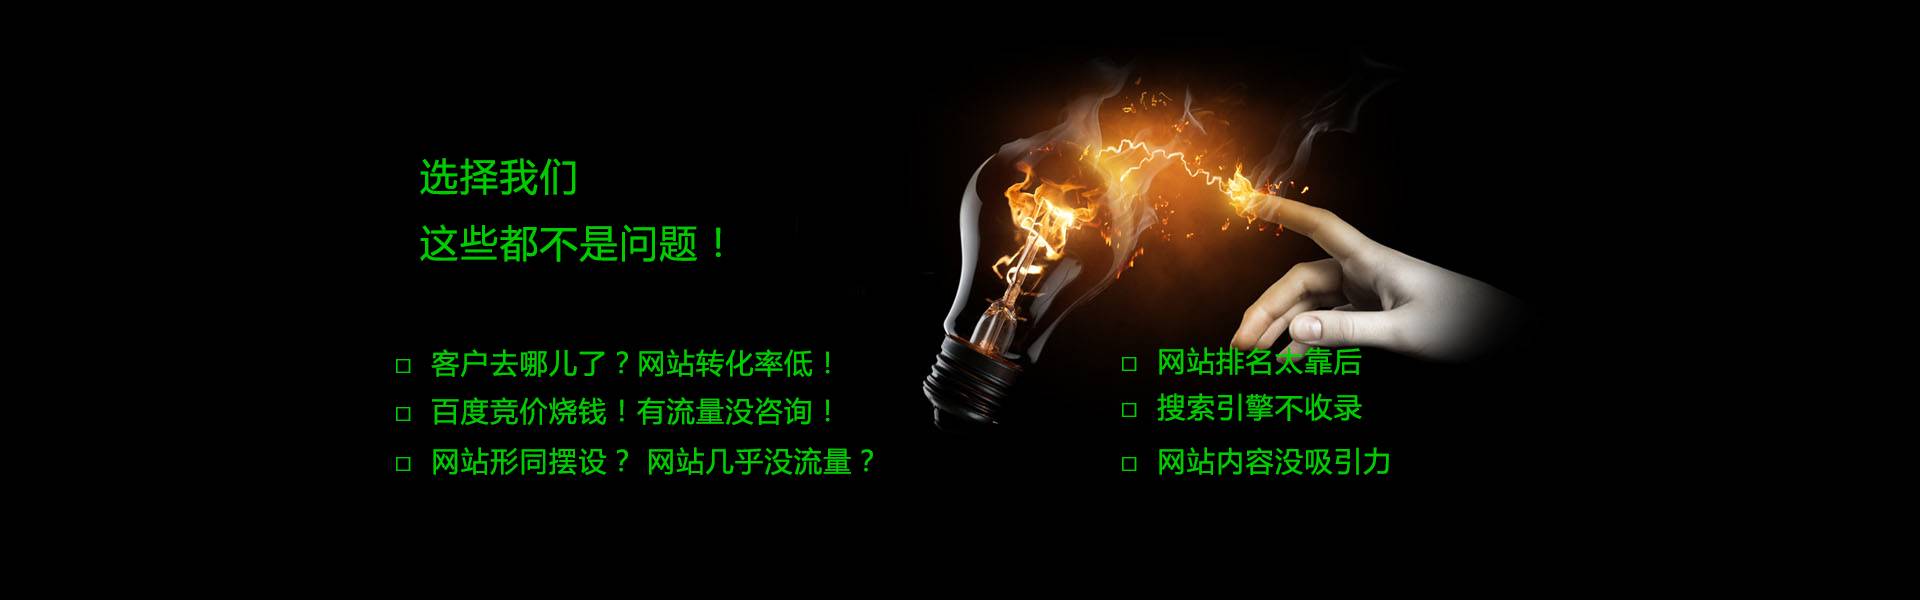 选择我们
这些都不是问题！
□ 客户去哪儿了？网站转化率低！
□ 百度竞价烧钱！有流量没咨询！
□ 网站形同摆设？ 网站几乎没流量？
□ 网站排名太靠后
□ 搜索引擎不收录
□ 网站内容没吸引力